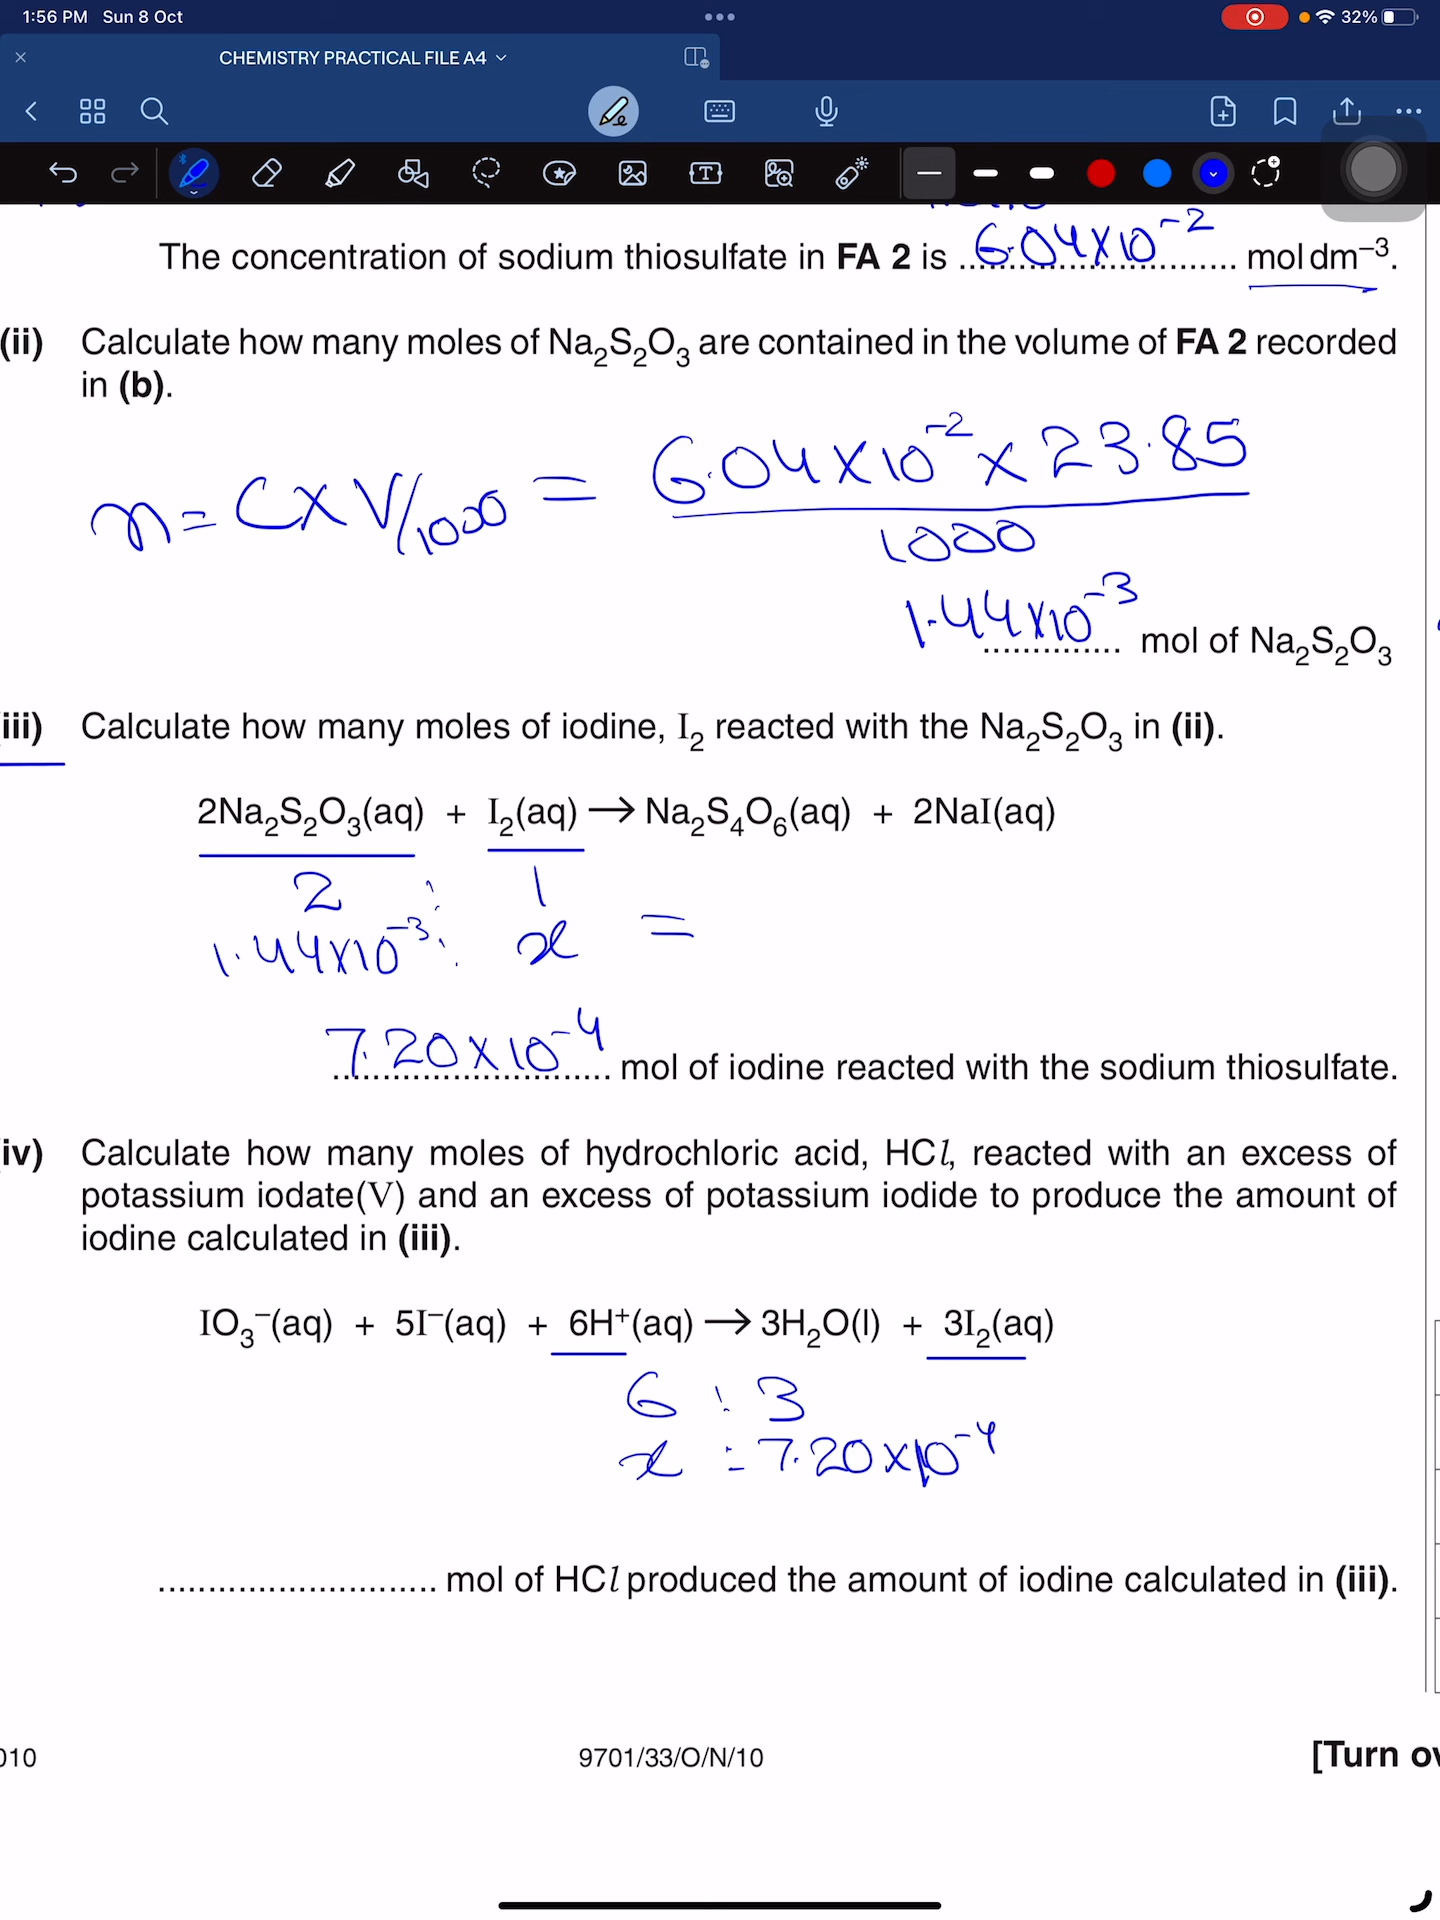 1:56 PM Sun 8 Oct
32%
CHEMISTRY PRACTICAL FILE A4
The concentration of sodium thiosulfate in FA 2 is 6.04×10⁻² mol dm⁻³.
(ii) Calculate how many moles of Na₂S₂O₃ are contained in the volume of FA 2 recorded
in (b).
n = C×V/1000 = 6.04×10⁻² × 23.85
1000
1.44×10⁻³ mol of Na₂S₂O₃
iii) Calculate how many moles of iodine, I₂ reacted with the Na₂S₂O₃ in (ii).
2Na₂S₂O₃(aq) + I₂(aq) → Na₂S₄O₆(aq) + 2NaI(aq)
2 : 1
1.44×10⁻³ : x =
7.20×10⁻⁴ mol of iodine reacted with the sodium thiosulfate.
iv) Calculate how many moles of hydrochloric acid, HCl, reacted with an excess of
potassium iodate(V) and an excess of potassium iodide to produce the amount of
iodine calculated in (iii).
IO₃⁻(aq) + 5I⁻(aq) + 6H⁺(aq) → 3H₂O(l) + 3I₂(aq)
6 : 3
x : 7.20×10⁻⁴
........................... mol of HCl produced the amount of iodine calculated in (iii).
010
9701/33/O/N/10
[Turn ov